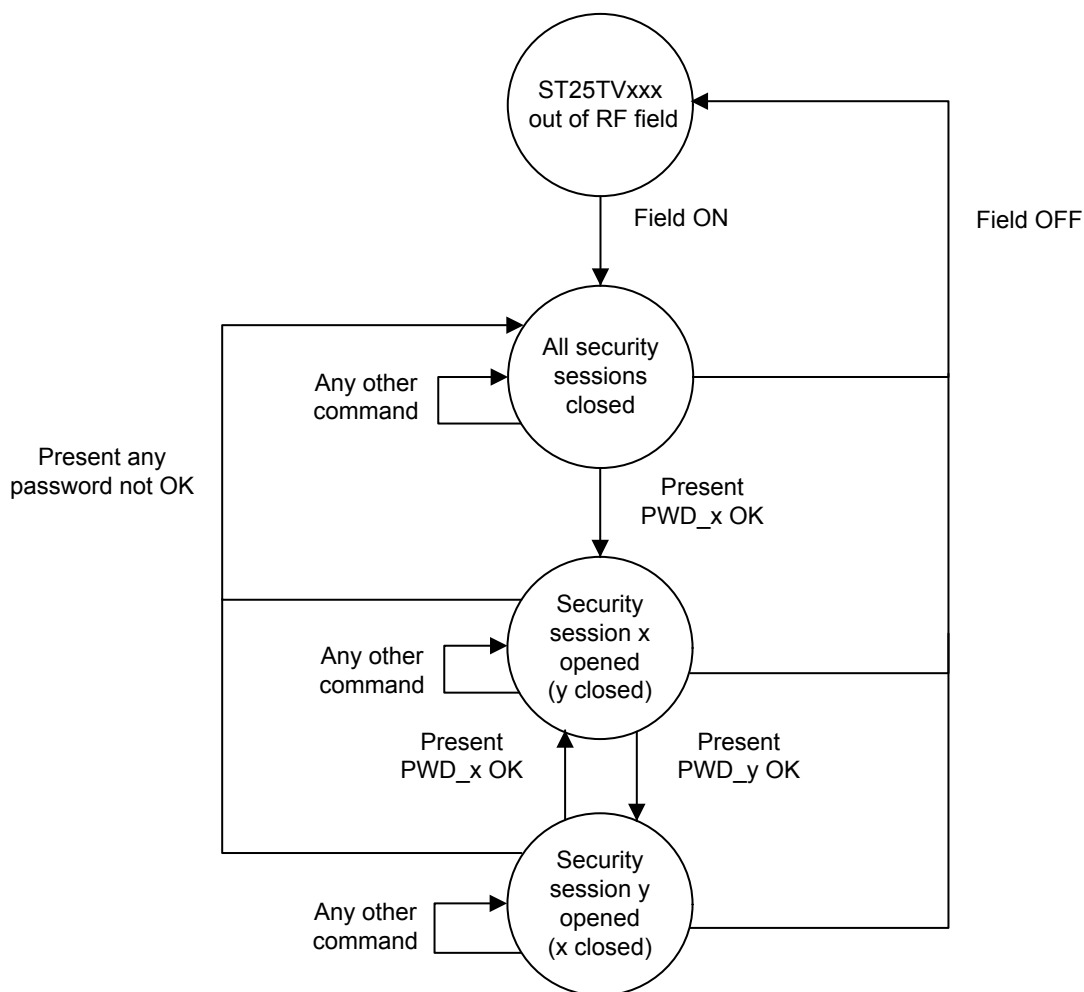 ST25TVxxx
out of RF field
Field ON
Field OFF
All security
sessions
closed
Any other
command
Present any
password not OK
Present
PWD_x OK
Security
session x
opened
(y closed)
Any other
command
Present
PWD_x OK
Present
PWD_y OK
Security
session y
opened
(x closed)
Any other
command